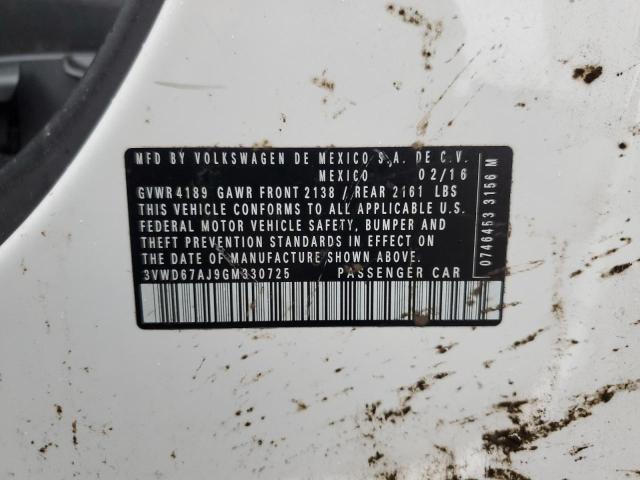 MFD BY VOLKSWAGEN DE MEXICO S.A. DE C.V.
MEXICO 02/16
GVWR 4189 GAWR FRONT 2138 / REAR 2161 LBS
THIS VEHICLE CONFORMS TO ALL APPLICABLE U.S.
FEDERAL MOTOR VEHICLE SAFETY, BUMPER AND
THEFT PREVENTION STANDARDS IN EFFECT ON THE
DATE OF MANUFACTURE SHOWN ABOVE.
3VWD67AJ9GM330725 PASSENGER CAR
0746453 3156 M